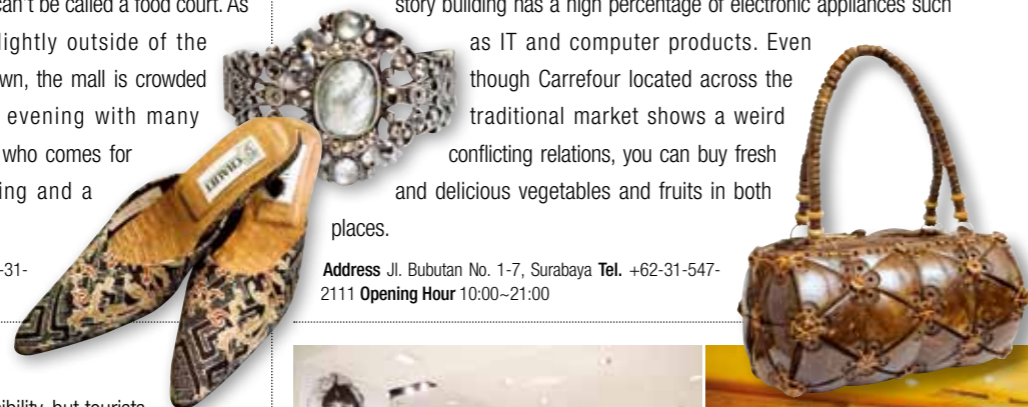 can't be called a food court. As
lightly outside of the
wn, the mall is crowded
evening with many
who comes for
ing and a
-31-
story building has a high percentage of electronic appliances such
as IT and computer products. Even
though Carrefour located across the
traditional market shows a weird
conflicting relations, you can buy fresh
and delicious vegetables and fruits in both
places.
Address Jl. Bubutan No. 1-7, Surabaya Tel. +62-31-547-
2111 Opening Hour 10:00~21:00
ibility, but tourists